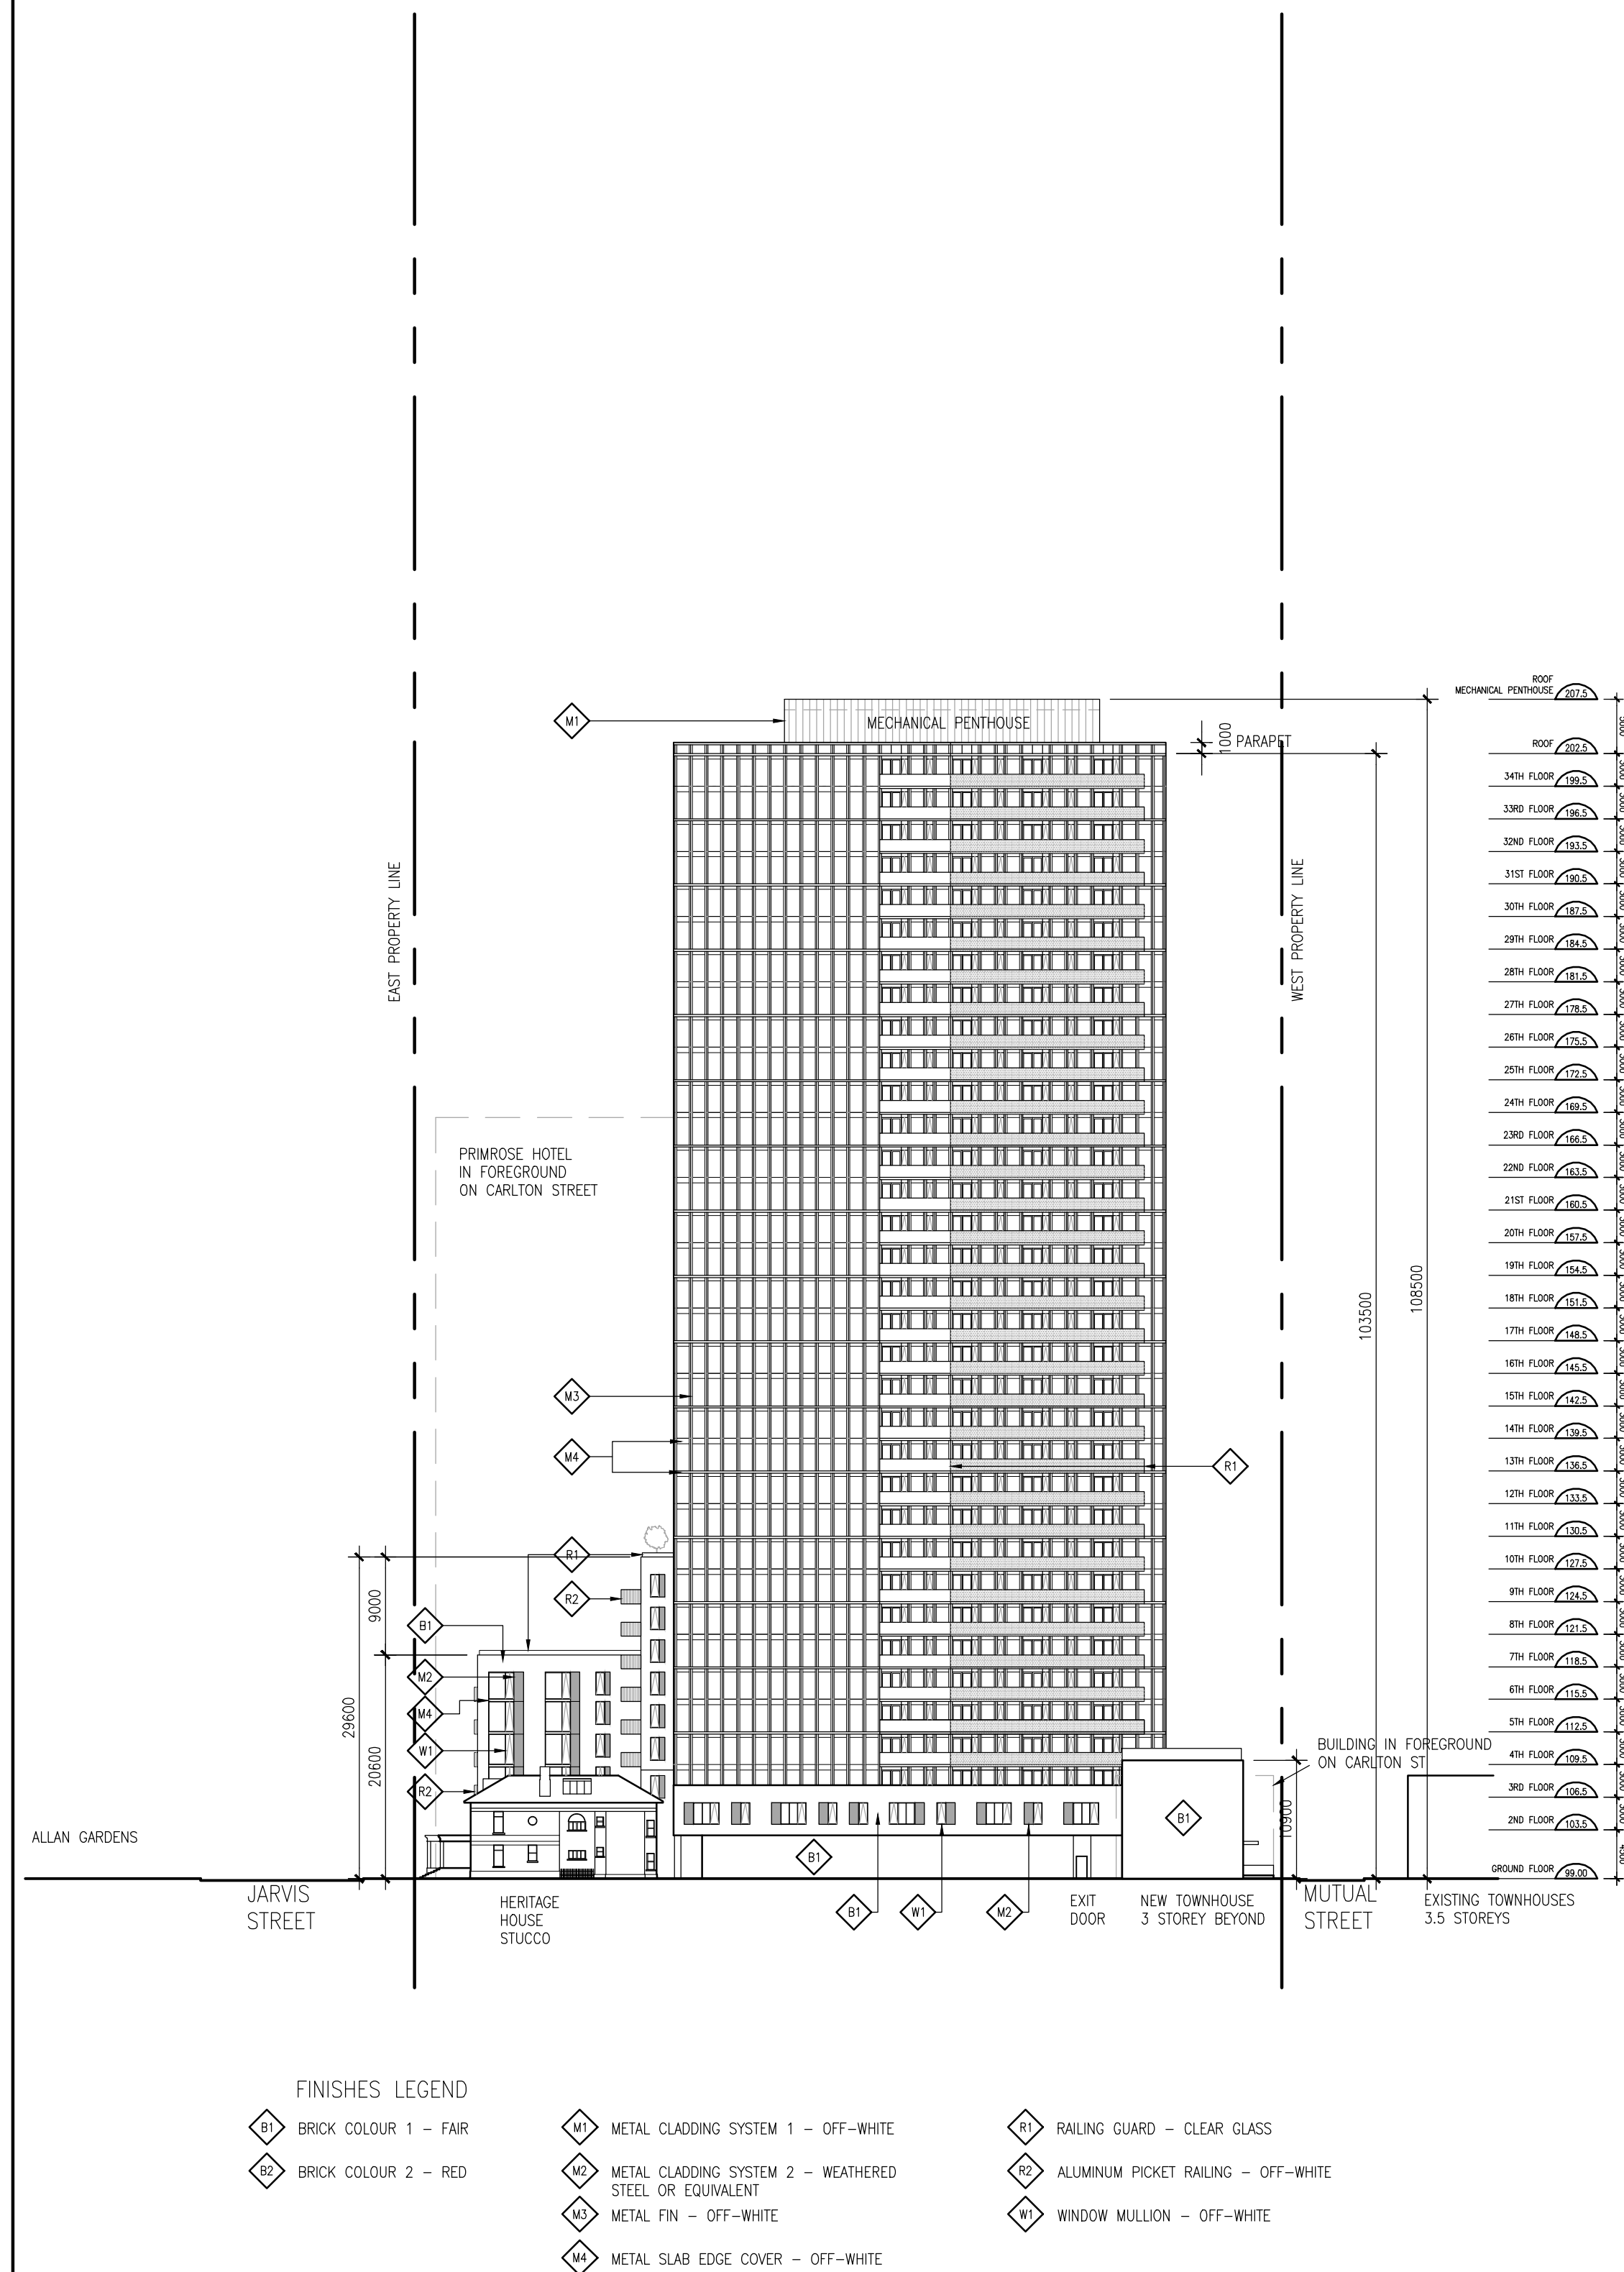 ROOF
MECHANICAL PENTHOUSE 207.5
M1
MECHANICAL PENTHOUSE
1000
PARAPET
ROOF 202.5
34TH FLOOR 199.5
33RD FLOOR 196.5
32ND FLOOR 193.5
31ST FLOOR 190.5
30TH FLOOR 187.5
29TH FLOOR 184.5
28TH FLOOR 181.5
27TH FLOOR 178.5
26TH FLOOR 175.5
25TH FLOOR 172.5
24TH FLOOR 169.5
23RD FLOOR 166.5
22ND FLOOR 163.5
21ST FLOOR 160.5
20TH FLOOR 157.5
19TH FLOOR 154.5
18TH FLOOR 151.5
17TH FLOOR 148.5
16TH FLOOR 145.5
15TH FLOOR 142.5
14TH FLOOR 139.5
13TH FLOOR 136.5
12TH FLOOR 133.5
11TH FLOOR 130.5
10TH FLOOR 127.5
9TH FLOOR 124.5
8TH FLOOR 121.5
7TH FLOOR 118.5
6TH FLOOR 115.5
5TH FLOOR 112.5
4TH FLOOR 109.5
3RD FLOOR 106.5
2ND FLOOR 103.5
GROUND FLOOR 99.00
EAST PROPERTY LINE
WEST PROPERTY LINE
PRIMROSE HOTEL
IN FOREGROUND
ON CARLTON STREET
108500
103500
M3
M4
R1
R1
R2
9000
B1
M2
M4
W1
R2
29600
20600
BUILDING IN FOREGROUND
ON CARLTON ST
10900
B1
B1
ALLAN GARDENS
JARVIS
STREET
HERITAGE
HOUSE
STUCCO
B1
W1
M2
EXIT
DOOR
NEW TOWNHOUSE
3 STOREY BEYOND
MUTUAL
STREET
EXISTING TOWNHOUSES
3.5 STOREYS
FINISHES LEGEND
B1 BRICK COLOUR 1 – FAIR
B2 BRICK COLOUR 2 – RED
M1 METAL CLADDING SYSTEM 1 – OFF-WHITE
M2 METAL CLADDING SYSTEM 2 – WEATHERED
STEEL OR EQUIVALENT
M3 METAL FIN – OFF-WHITE
M4 METAL SLAB EDGE COVER – OFF-WHITE
R1 RAILING GUARD – CLEAR GLASS
R2 ALUMINUM PICKET RAILING – OFF-WHITE
W1 WINDOW MULLION – OFF-WHITE